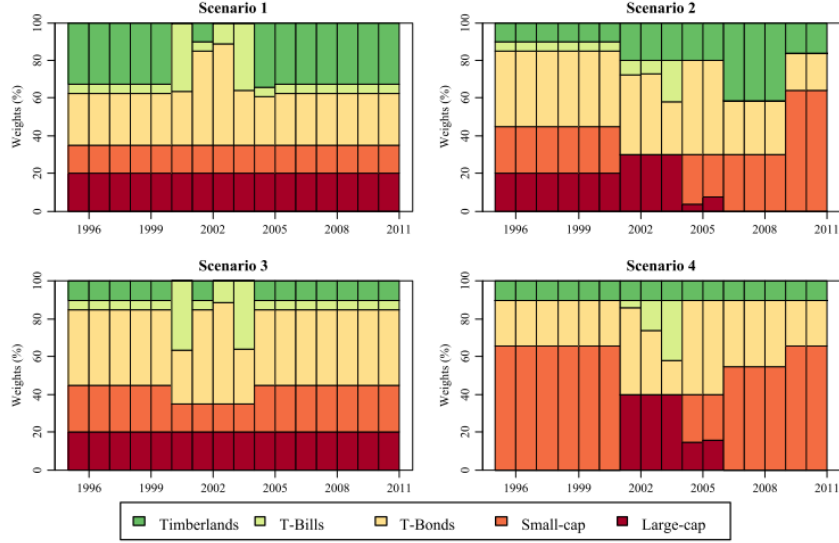 Scenario 1
Scenario 2
Weights (%)
0 20 40 60 80 100
1996 1999 2002 2005 2008 2011
Weights (%)
0 20 40 60 80 100
1996 1999 2002 2005 2008 2011
Scenario 3
Scenario 4
Weights (%)
0 20 40 60 80 100
1996 1999 2002 2005 2008 2011
Weights (%)
0 20 40 60 80 100
1996 1999 2002 2005 2008 2011
Timberlands T-Bills T-Bonds Small-cap Large-cap